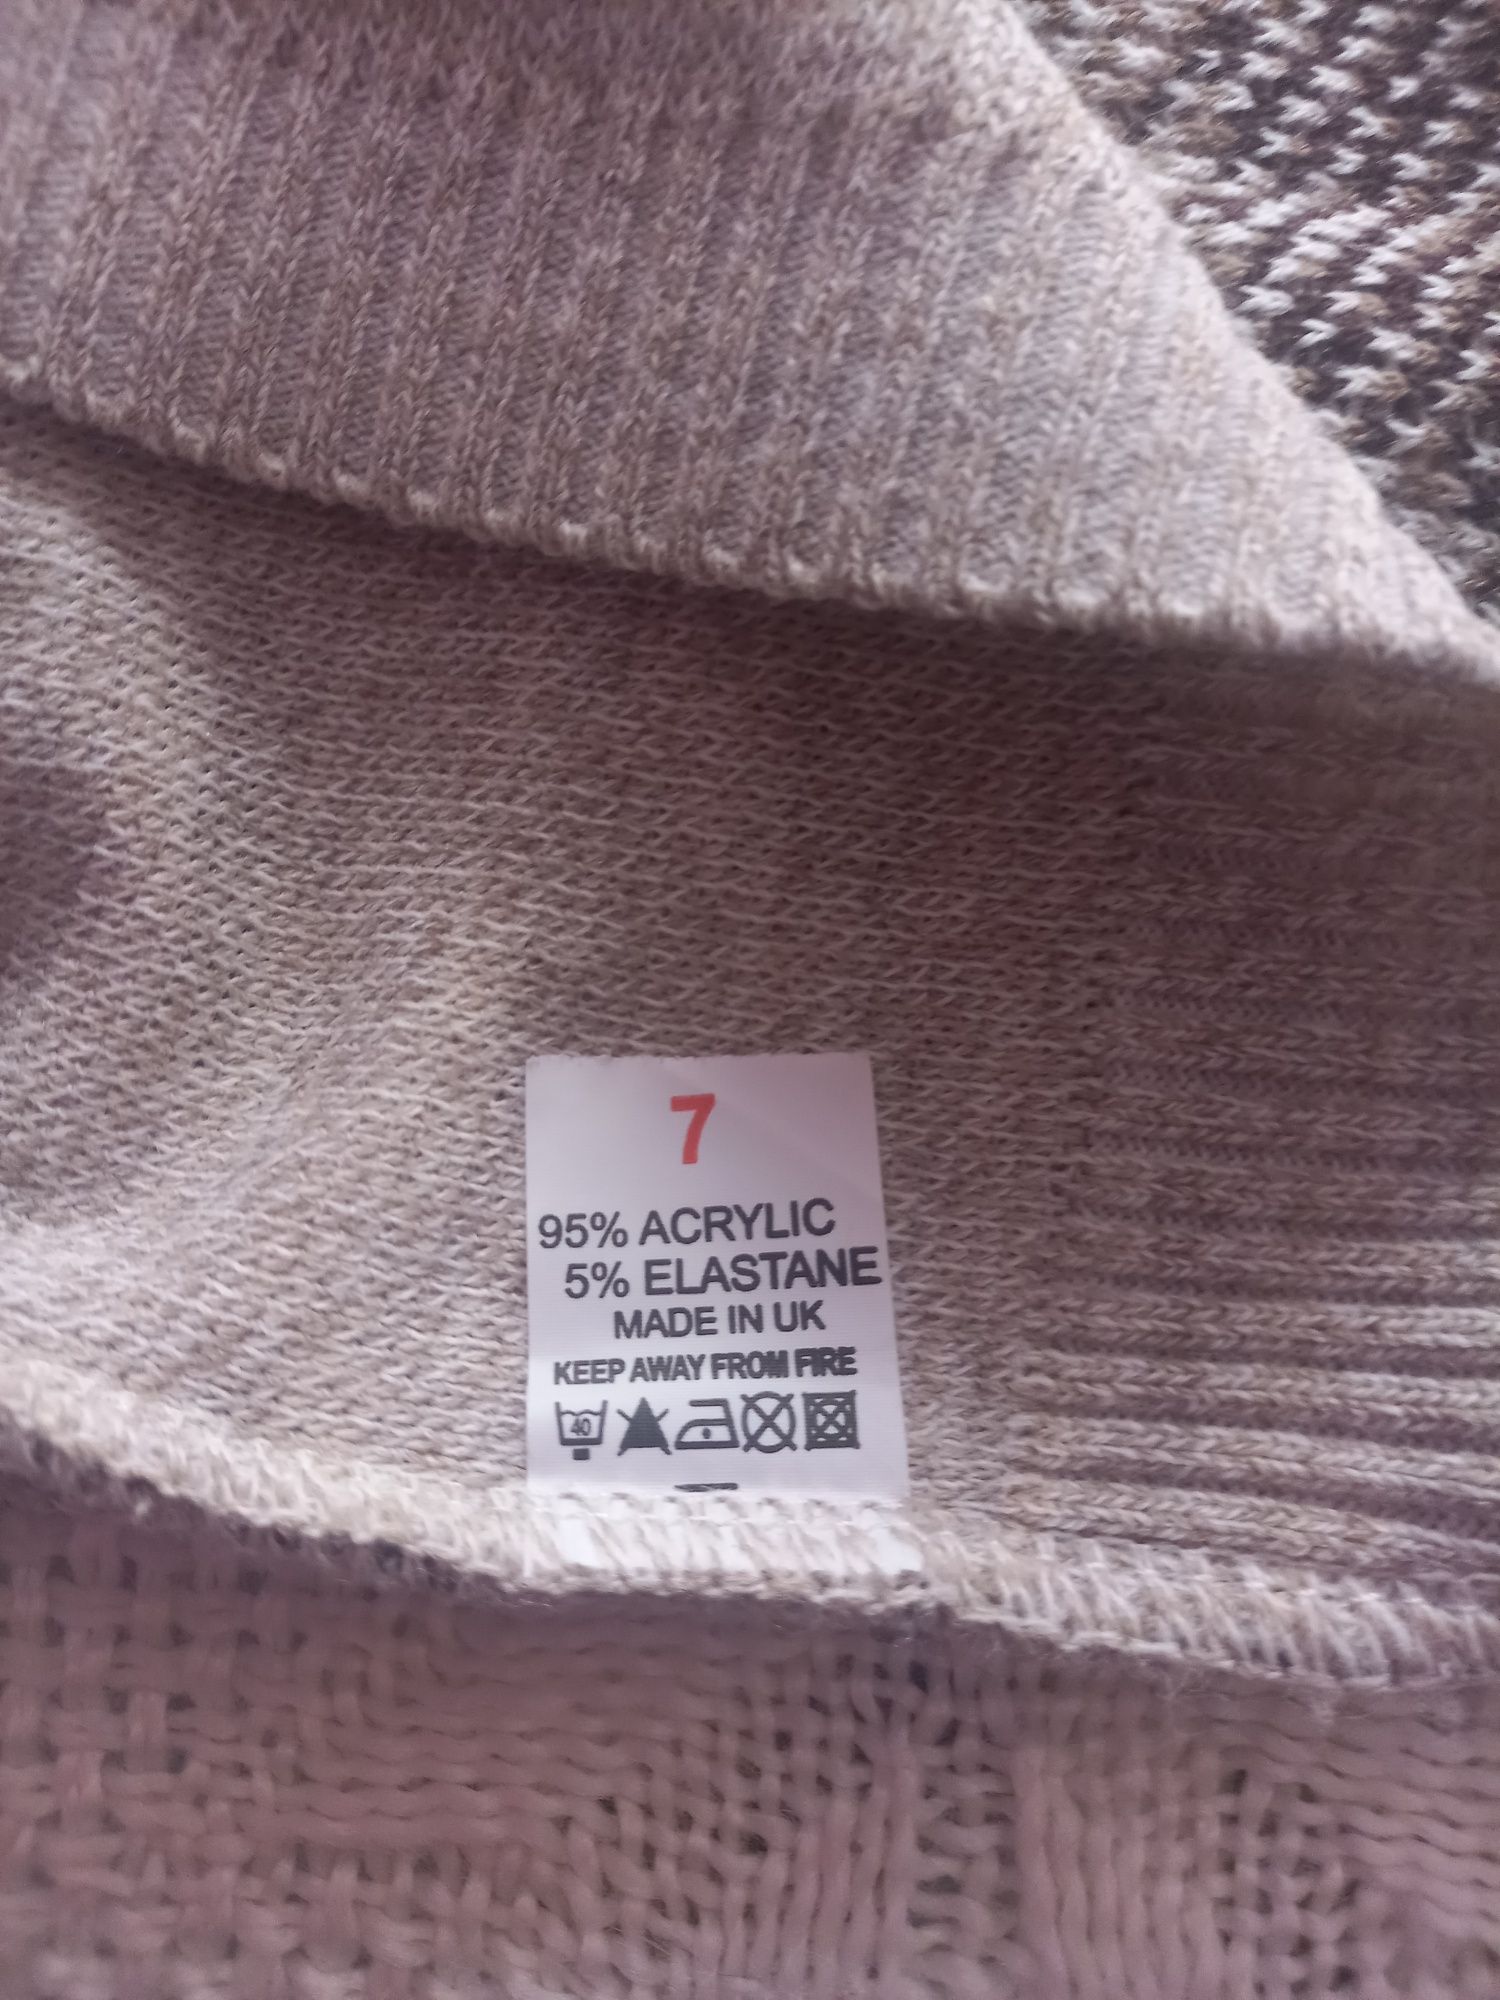 7
95% ACRYLIC
5% ELASTANE
MADE IN UK
KEEP AWAY FROM FIRE
40